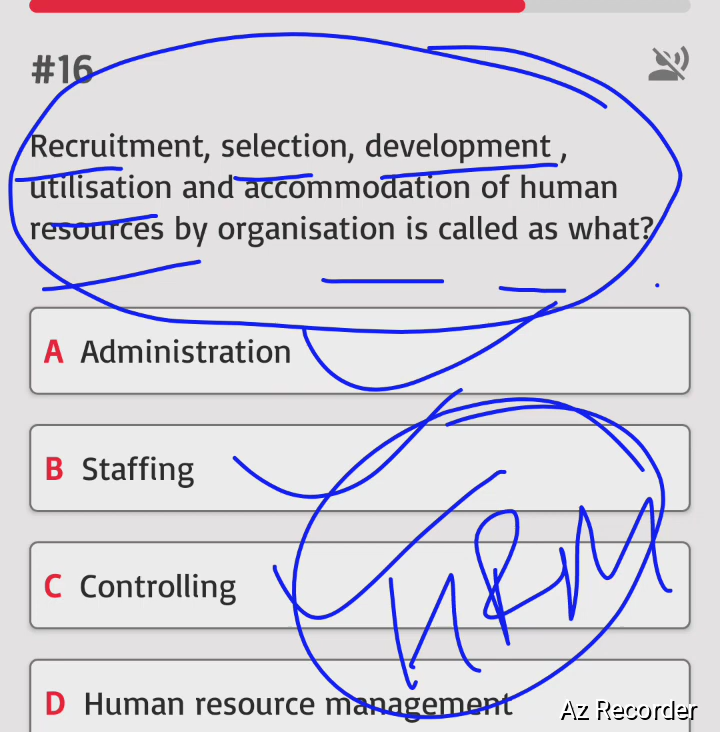 #16
Recruitment, selection, development ,
utilisation and accommodation of human
resources by organisation is called as what?
A Administration
B Staffing
C Controlling
HRM
D Human resource management
Az Recorder